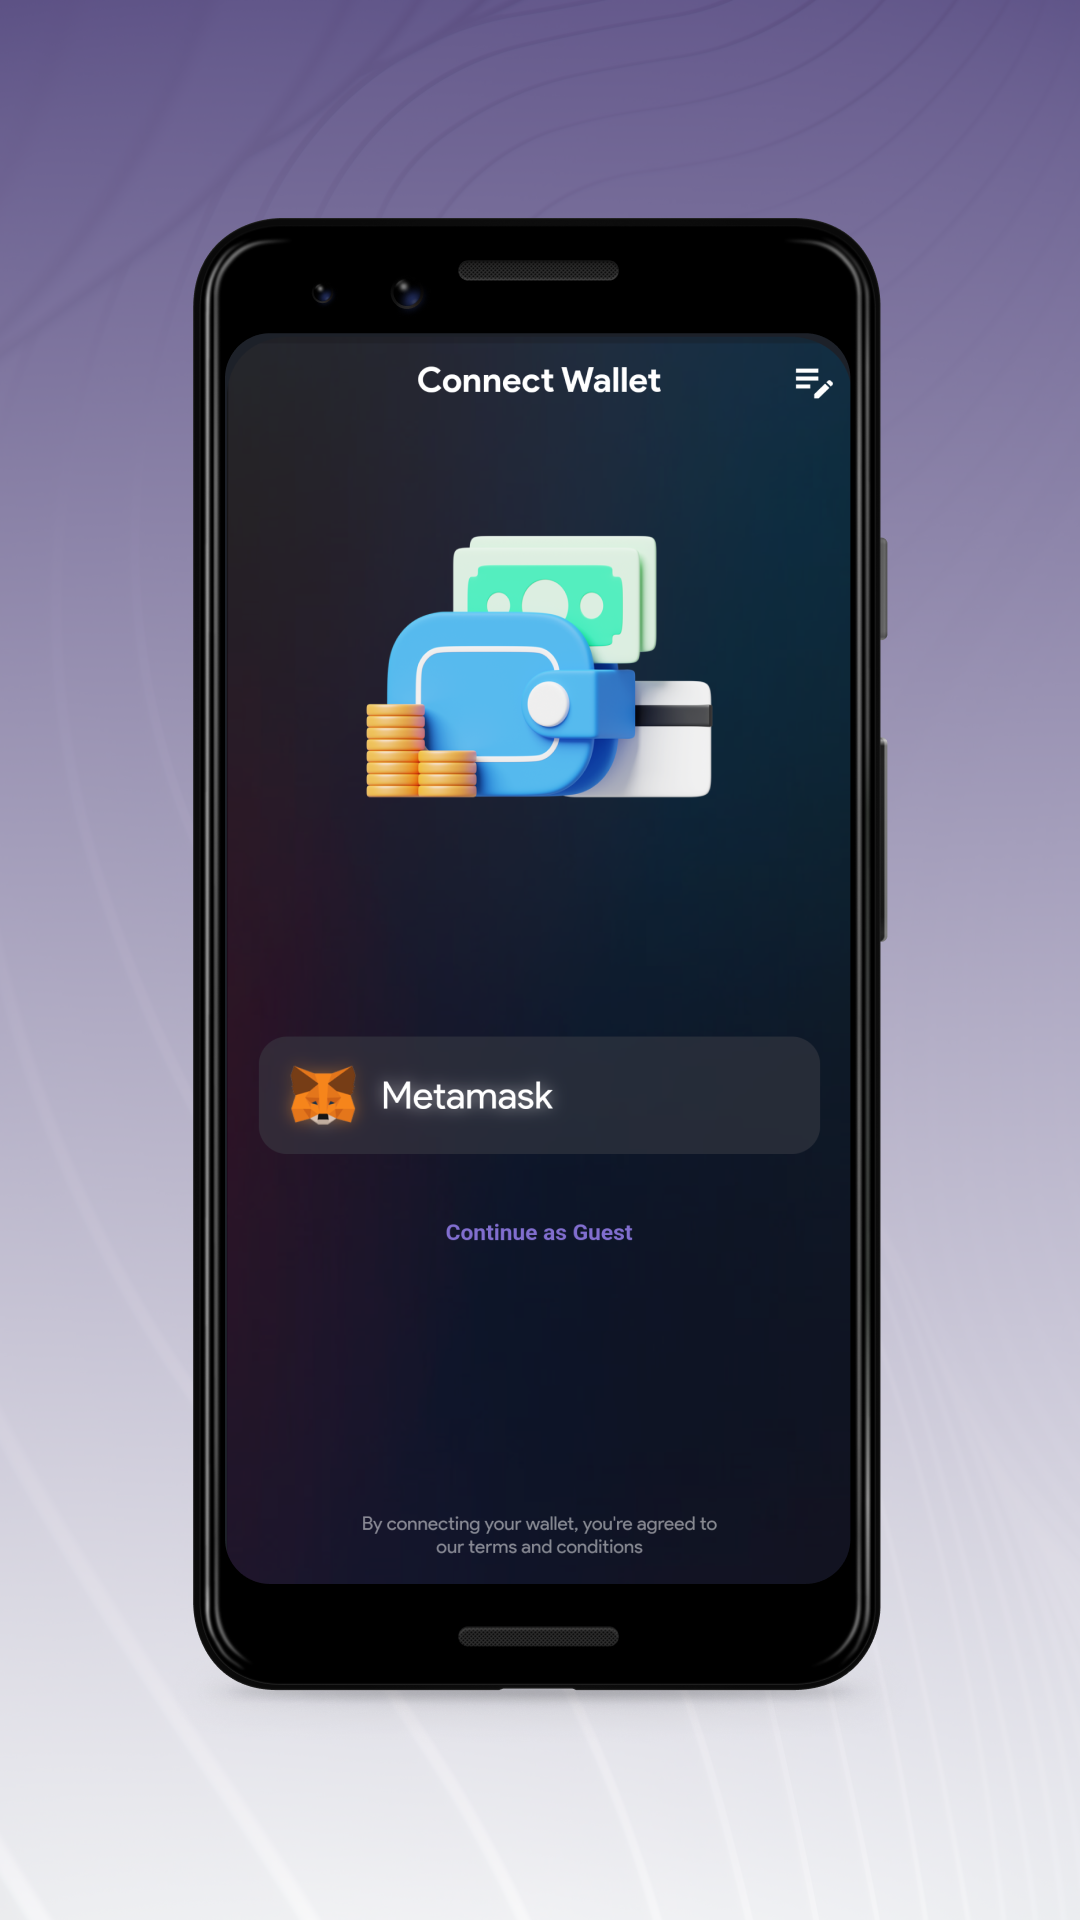 Connect Wallet
Metamask
Continue as Guest
By connecting your wallet, you're agreed to
our terms and conditions